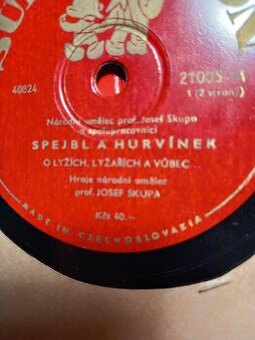 40824
1 (2 stran.)
Národní umělec prof. Josef Skupa
a spolupracovníci
SPEJBL A HURVÍNEK
O LYŽÍCH, LYŽAŘÍCH A VŮBEC ...
Hraje národní umělec
prof. JOSEF SKUPA
Kčs 40,–
MADE IN CZECHOSLOVAKIA